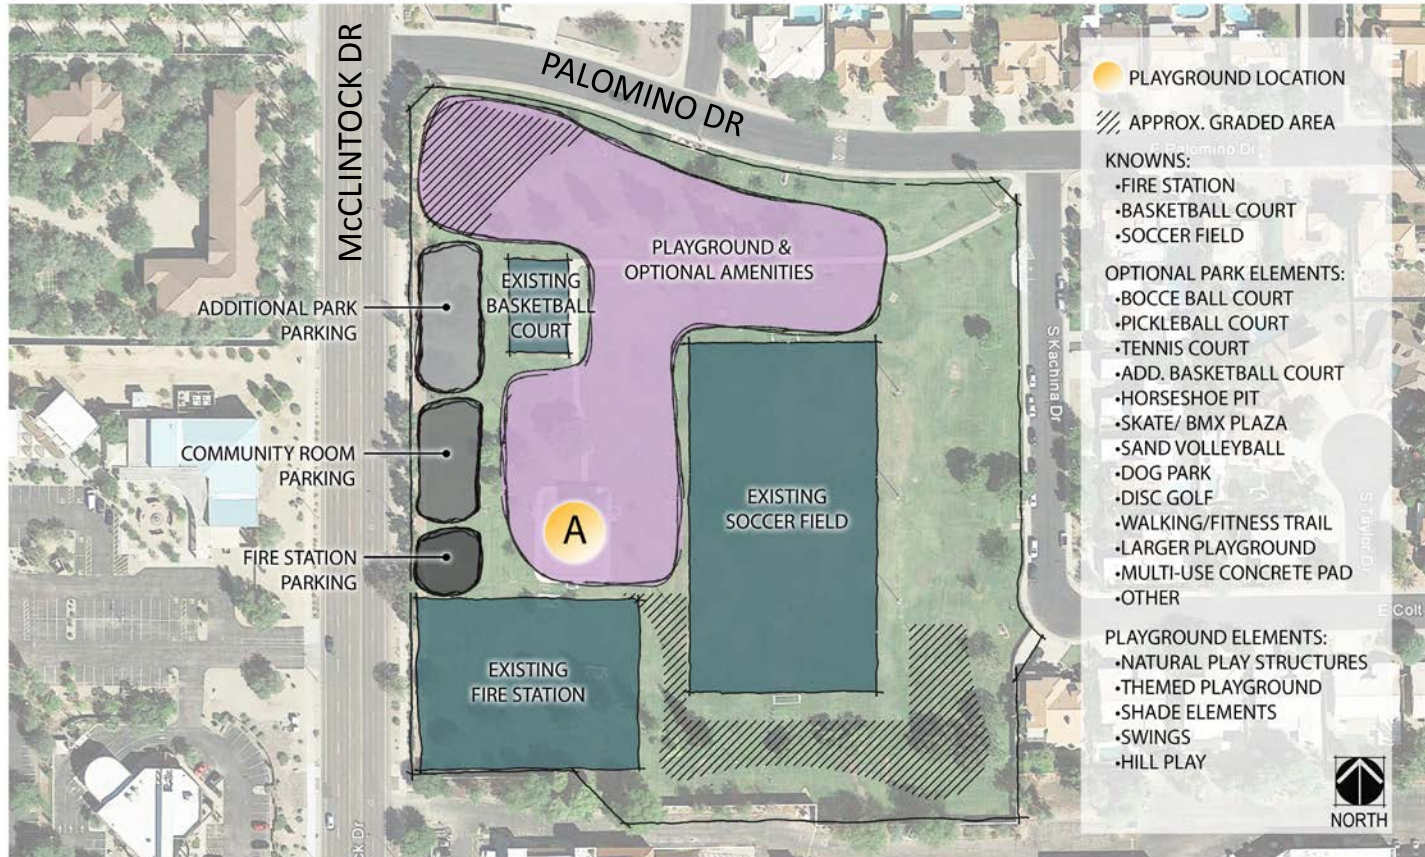 McCLINTOCK DR
PALOMINO DR
E Palomino Dr
S Kachina Dr
S Taylor Dr
E Colt
ck Dr
ADDITIONAL PARK
PARKING
COMMUNITY ROOM
PARKING
FIRE STATION
PARKING
EXISTING
BASKETBALL
COURT
PLAYGROUND &
OPTIONAL AMENITIES
A
EXISTING
SOCCER FIELD
EXISTING
FIRE STATION
PLAYGROUND LOCATION
APPROX. GRADED AREA
KNOWNS:
•FIRE STATION
•BASKETBALL COURT
•SOCCER FIELD
OPTIONAL PARK ELEMENTS:
•BOCCE BALL COURT
•PICKLEBALL COURT
•TENNIS COURT
•ADD. BASKETBALL COURT
•HORSESHOE PIT
•SKATE/ BMX PLAZA
•SAND VOLLEYBALL
•DOG PARK
•DISC GOLF
•WALKING/FITNESS TRAIL
•LARGER PLAYGROUND
•MULTI-USE CONCRETE PAD
•OTHER
PLAYGROUND ELEMENTS:
•NATURAL PLAY STRUCTURES
•THEMED PLAYGROUND
•SHADE ELEMENTS
•SWINGS
•HILL PLAY
NORTH